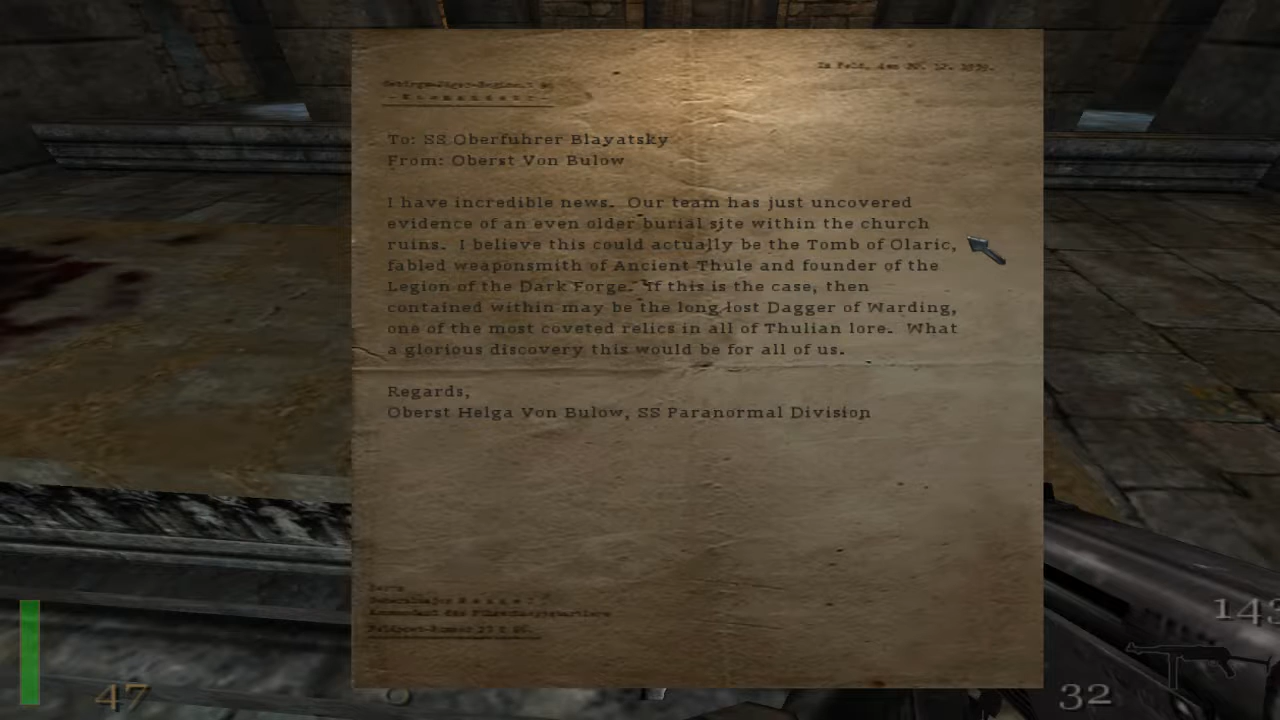 To: SS Oberfuhrer Blayatsky
From: Oberst Von Bulow
I have incredible news. Our team has just uncovered
evidence of an even older burial site within the church
ruins. I believe this could actually be the Tomb of Olaric,
fabled weaponsmith of Ancient Thule and founder of the
Legion of the Dark Forge. If this is the case, then
contained within may be the long lost Dagger of Warding,
one of the most coveted relics in all of Thulian lore. What
a glorious discovery this would be for all of us.
Regards,
Oberst Helga Von Bulow, SS Paranormal Division
143
47
0
32